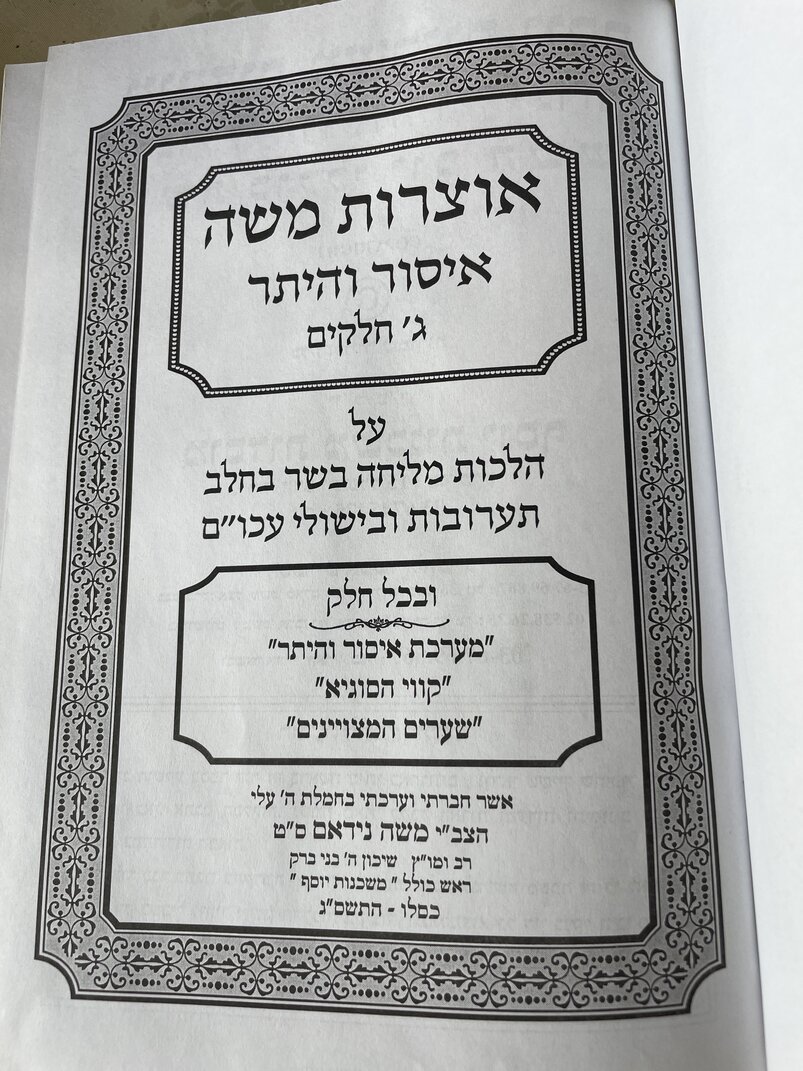 אוצרות משה
איסור והיתר
ג' חלקים
על
הלכות מליחה בשר בחלב
תערובות ובישולי עכו"ם
ובכל חלק
"מערכת איסור והיתר"
"קווי הסוגיא"
"שערים המצויינים"
אשר חברתי וערכתי בחמלת ה' עלי
הצב"י משה נידאם ס"ט
רב ומו"ץ שיכון ה' בני ברק
ראש כולל " משכנות יוסף "
כסלו - התשס"ג